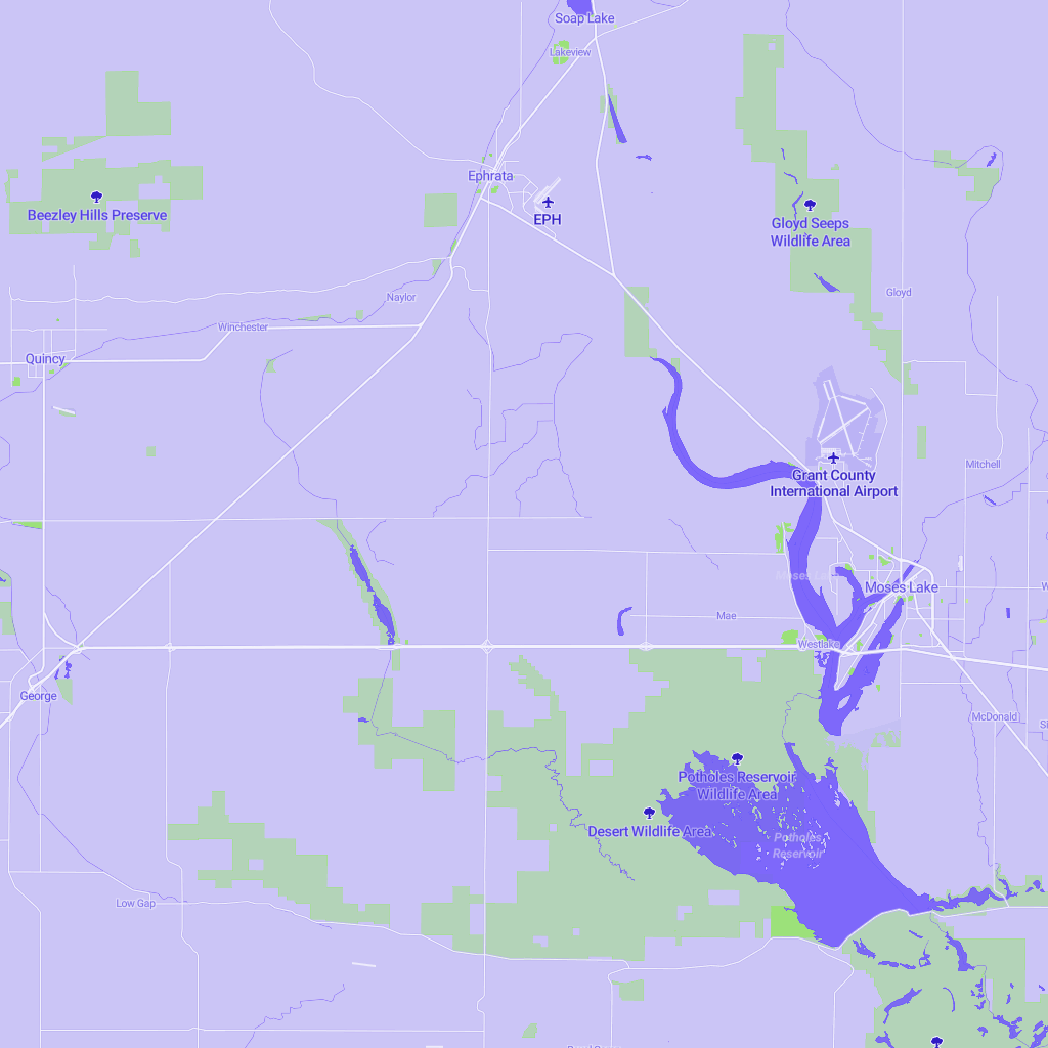 Soap Lake
Lakeview
Ephrata
EPH
Beezley Hills Preserve
Gloyd Seeps
Wildlife Area
Gloyd
Naylor
Winchester
Quincy
Mitchell
Grant County
International Airport
Moses Lake
Mae
Westlake
George
McDonald
Potholes Reservoir
Wildlife Area
Desert Wildlife Area
Potholes
Reservoir
Low Gap